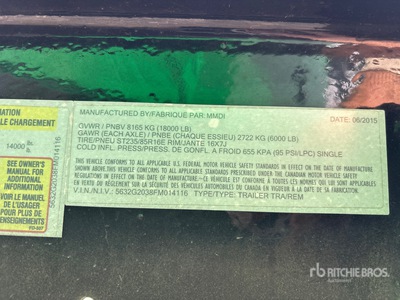 MANUFACTURED BY/FABRIQUE PAR: MMDI
DATE: 06/2015
GVWR / PNBV 8165 KG (18000 LB)
GAWR (EACH AXLE) / PNBE (CHAQUE ESSIEU) 2722 KG (6000 LB)
TIRE/PNEU ST235/85R16E RIM/JANTE 16X7J
COLD INFL. PRESS/PRESS. DE GONFL. A FROID 655 KPA (95 PSI/LPC) SINGLE
THIS VEHICLE CONFORMS TO ALL APPLICABLE U.S. FEDERAL MOTOR VEHICLE SAFETY STANDARDS IN EFFECT ON THE DATE OF MANUFACTURE
SHOWN ABOVE.THIS VEHICLE CONFORMS TO ALL APPLICABLE STANDARDS PRESCRIBED UNDER THE CANADIAN MOTOR VEHICLE SAFETY
REGULATIONS IN EFFECT ON THE DATE OF MANUFACTURE~CE VÉHICULE EST CONFORME À TOUTES LES NORMES QUI LUI SONT APPLICABLES
EN VERTU DU RÈGLEMENT SUR LA SÉCURITÉ DES VÉHICULES AUTOMOBILES DU CANADA EN VIGUEUR À LA DATE DE SA FABRICATION.
V.I.N./N.I.V.: 5632G2038FM014116 TYPE/TYPE: TRAILER TRA/REM
MATION
LE CHARGEMENT
14000 lb.
SEE OWNER'S
MANUAL FOR
ADDITIONAL
INFORMATION
VOIR LE MANUEL
DE L'USAGER
POUR PLUS DE
RENSEIGNEMENTS
5632G2038FM014116
rb RITCHIE BROS.